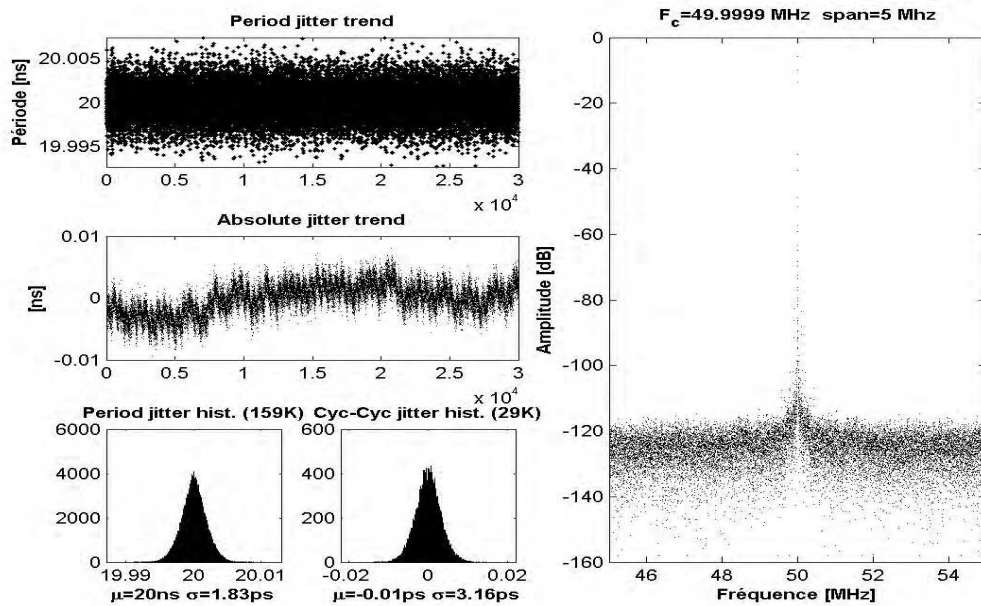 Period jitter trend
20.005
20
19.995
Période [ns]
0 0.5 1 1.5 2 2.5 3
x 10⁴
Absolute jitter trend
0.01
0
-0.01
[ns]
0 0.5 1 1.5 2 2.5 3
x 10⁴
Period jitter hist. (159K)
6000
4000
2000
0
19.99 20 20.01
μ=20ns σ=1.83ps
Cyc-Cyc jitter hist. (29K)
600
400
200
0
-0.02 0 0.02
μ=-0.01ps σ=3.16ps
F_c=49.9999 MHz span=5 Mhz
0
-20
-40
-60
-80
-100
-120
-140
-160
Amplitude [dB]
46 48 50 52 54
Fréquence [MHz]